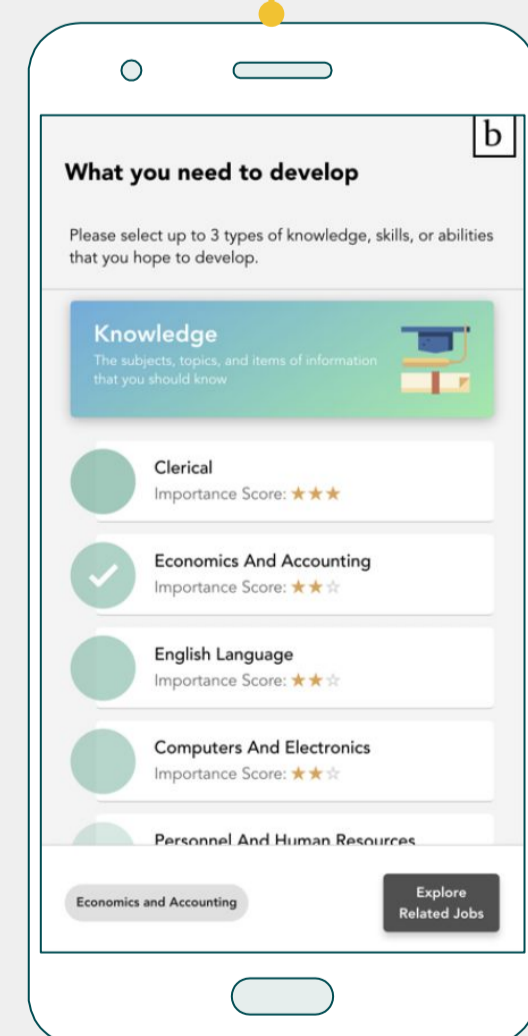 b
What you need to develop
Please select up to 3 types of knowledge, skills, or abilities
that you hope to develop.
Knowledge
The subjects, topics, and items of information
that you should know
Clerical
Importance Score: ★★★
Economics And Accounting
Importance Score: ★★☆
English Language
Importance Score: ★★☆
Computers And Electronics
Importance Score: ★★☆
Personnel And Human Resources
Economics and Accounting
Explore
Related Jobs